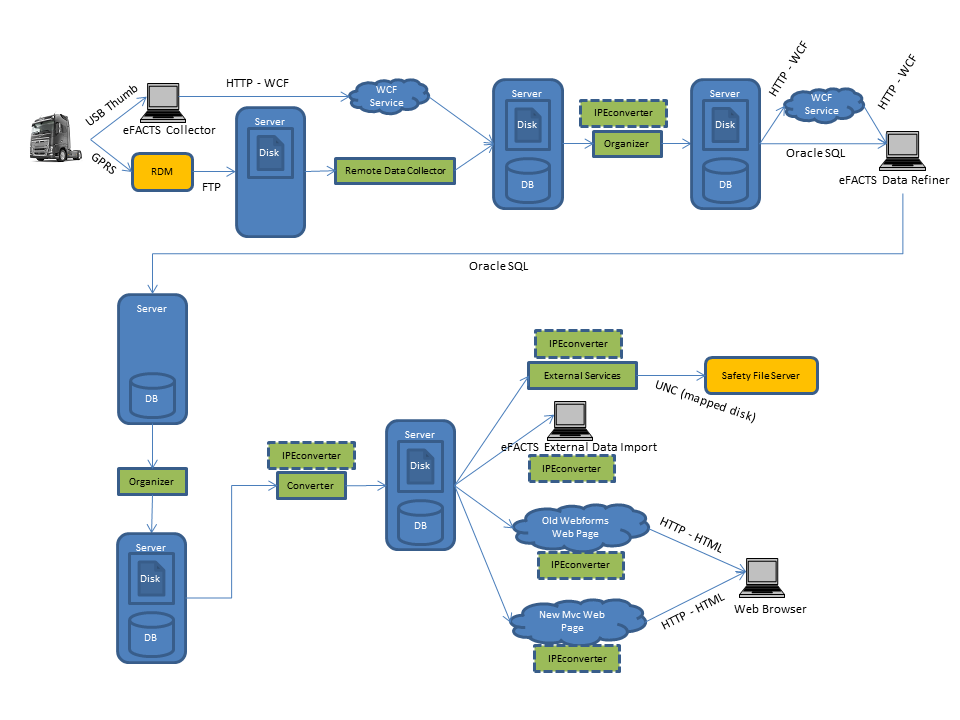 USB Thumb
eFACTS Collector
GPRS
RDM
FTP
HTTP - WCF
Server
Disk
WCF
Service
Remote Data Collector
Server
Disk
DB
IPEconverter
Organizer
Server
Disk
DB
HTTP - WCF
WCF
Service
HTTP - WCF
Oracle SQL
eFACTS Data Refiner
Oracle SQL
Server
DB
Organizer
Server
Disk
DB
IPEconverter
Converter
Server
Disk
DB
IPEconverter
External Services
UNC (mapped disk)
Safety File Server
eFACTS External Data Import
IPEconverter
Old Webforms
Web Page
IPEconverter
HTTP - HTML
New Mvc Web
Page
IPEconverter
HTTP - HTML
Web Browser